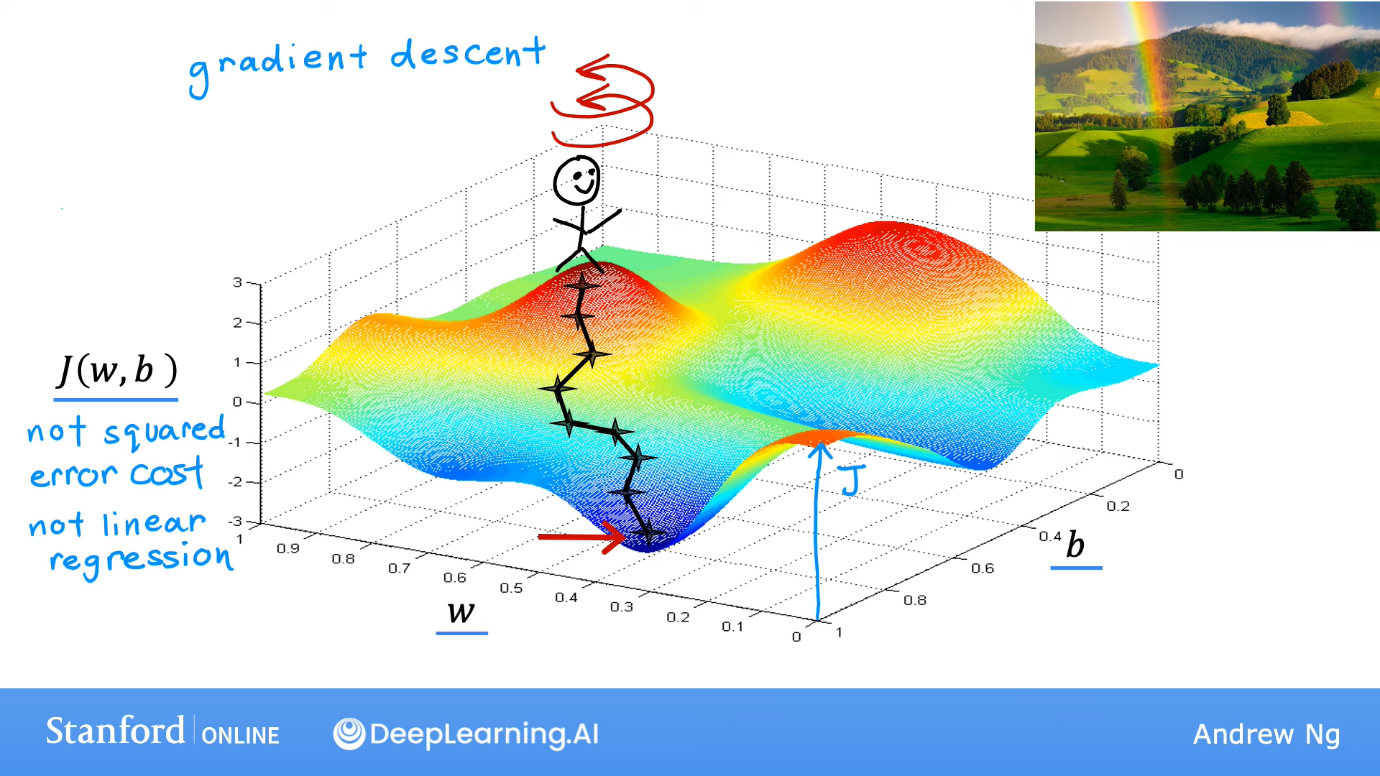 gradient descent
3
2
1
0
-1
-2
-3
J(w, b )
not squared
error cost
not linear
regression
1
0.9
0.8
0.7
0.6
0.5
0.4
0.3
0.2
0.1
0
w
J
0
0.2
0.4
0.6
0.8
1
b
Stanford ONLINE
DeepLearning.AI
Andrew Ng